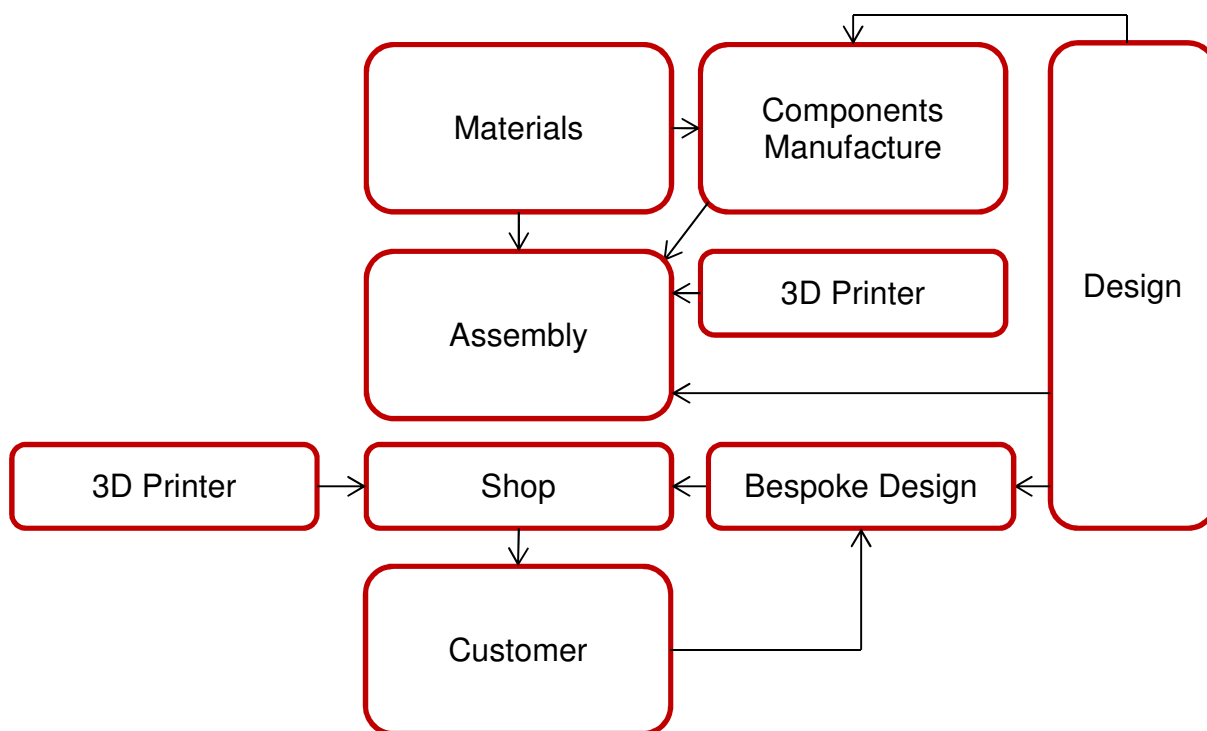 Materials
Components
Manufacture
Design
3D Printer
Assembly
3D Printer
Shop
Bespoke Design
Customer